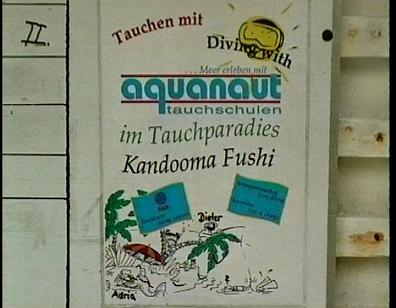 II.
Tauchen mit
Diving with
... Meer erleben mit
aquanaut
tauchschulen
im Tauchparadies
Kandooma Fushi
Dieter
Adria